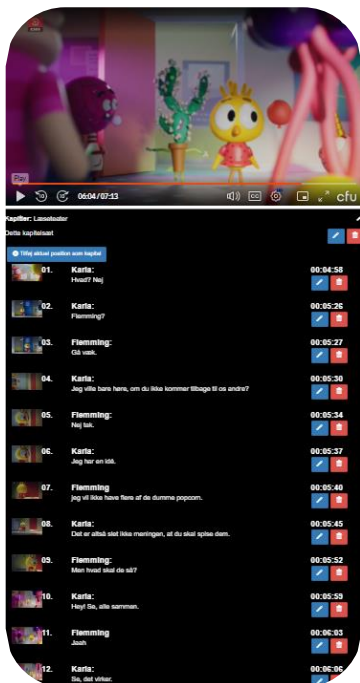 Play
06:04 / 07:13
CC
cfu
Kapitler: Læseteater
Dette kapitelsæt
Tilføj aktuel position som kapitel
01. Karla: 00:04:58
Hvad? Nej
02. Karla: 00:05:26
Flemming?
03. Flemming: 00:05:27
Gå væk.
04. Karla: 00:05:30
Jeg ville bare høre, om du ikke kommer tilbage til os andre?
05. Flemming: 00:05:34
Nej tak.
06. Karla: 00:05:37
Jeg har en idé.
07. Flemming 00:05:40
jeg vil ikke have flere af de dumme popcorn.
08. Karla: 00:05:45
Det er altså slet ikke meningen, at du skal spise dem.
09. Flemming: 00:05:52
Men hvad skal de så?
10. Karla: 00:05:59
Hey! Se, alle sammen.
11. Flemming 00:06:03
Jaah
12. Karla: 00:06:06
Se, det virker.